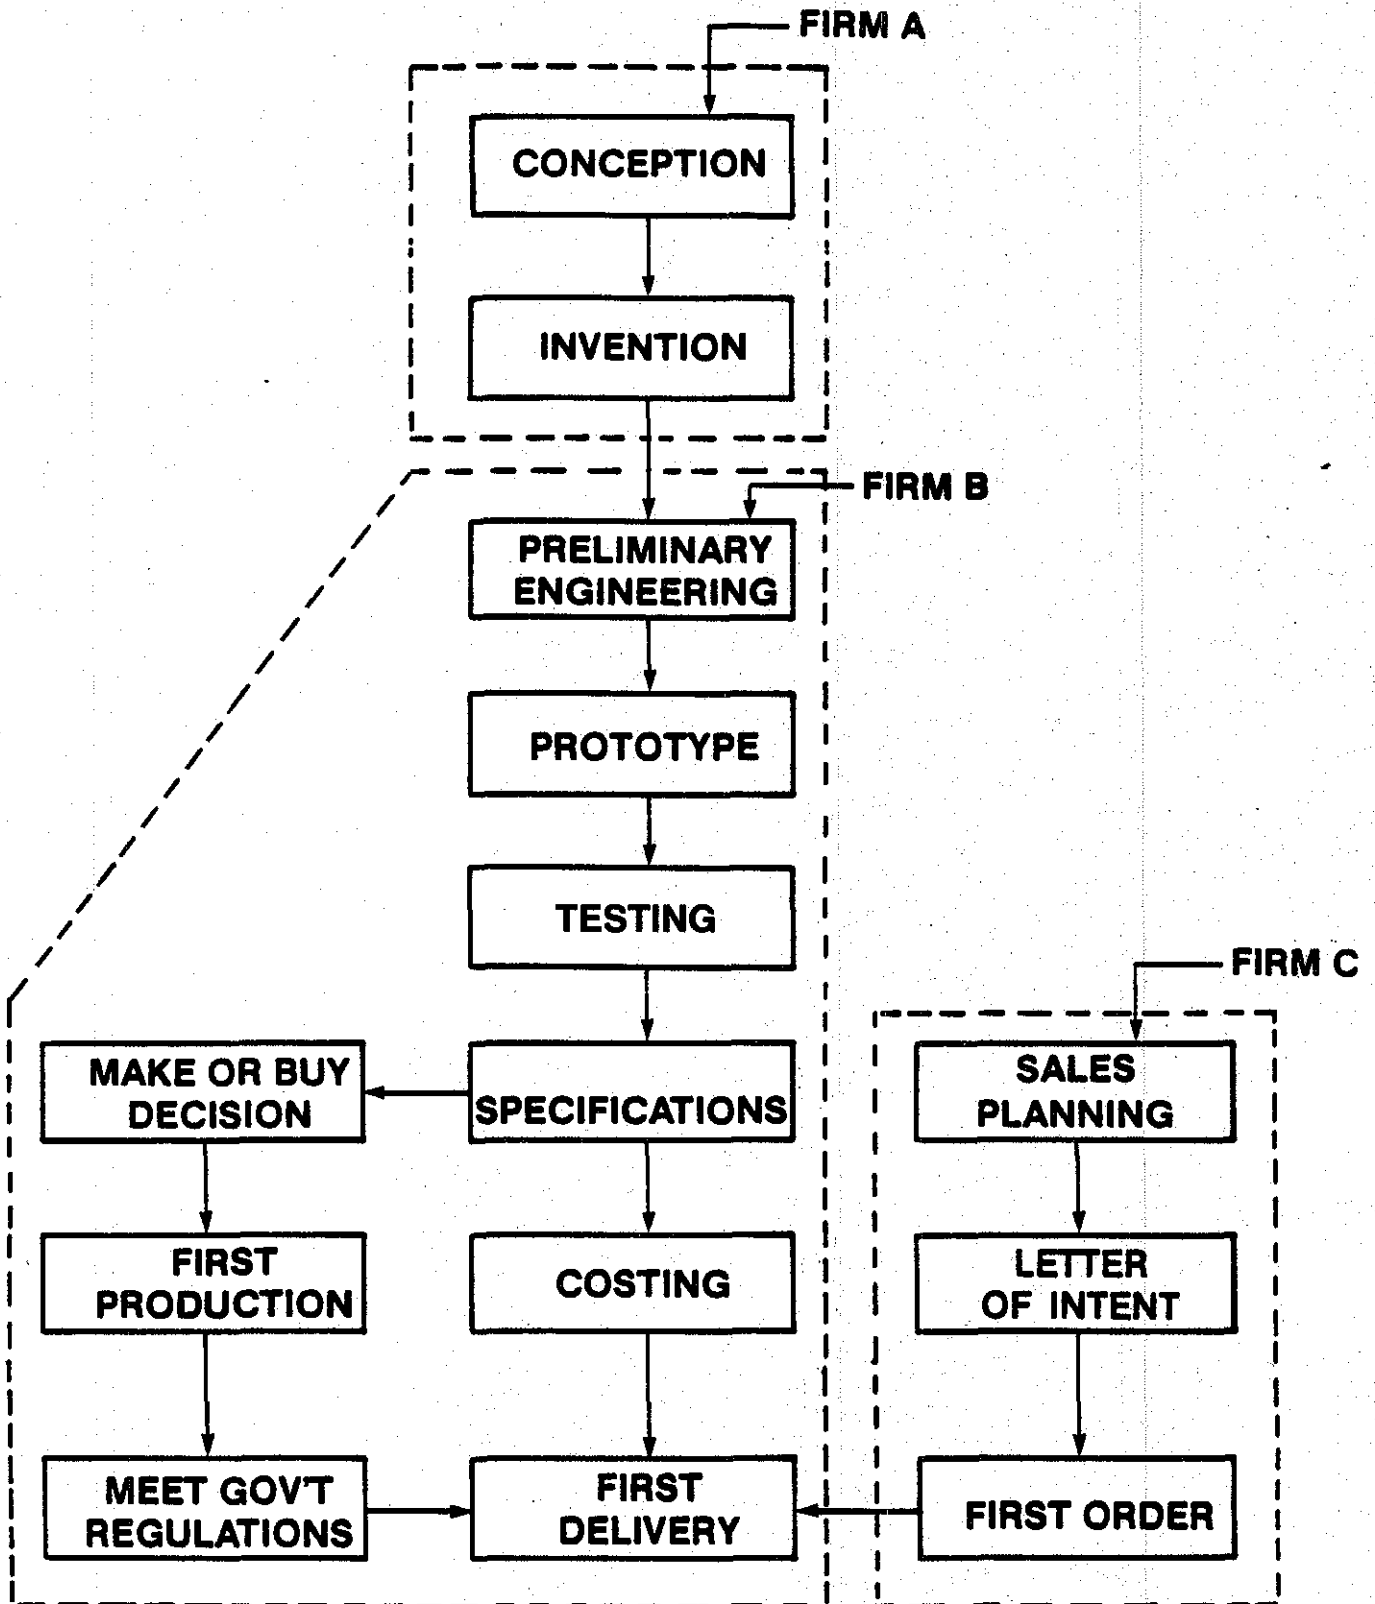 FIRM A
CONCEPTION
INVENTION
FIRM B
PRELIMINARY
ENGINEERING
PROTOTYPE
TESTING
FIRM C
MAKE OR BUY
DECISION
SPECIFICATIONS
SALES
PLANNING
FIRST
PRODUCTION
COSTING
LETTER
OF INTENT
MEET GOV'T
REGULATIONS
FIRST
DELIVERY
FIRST ORDER